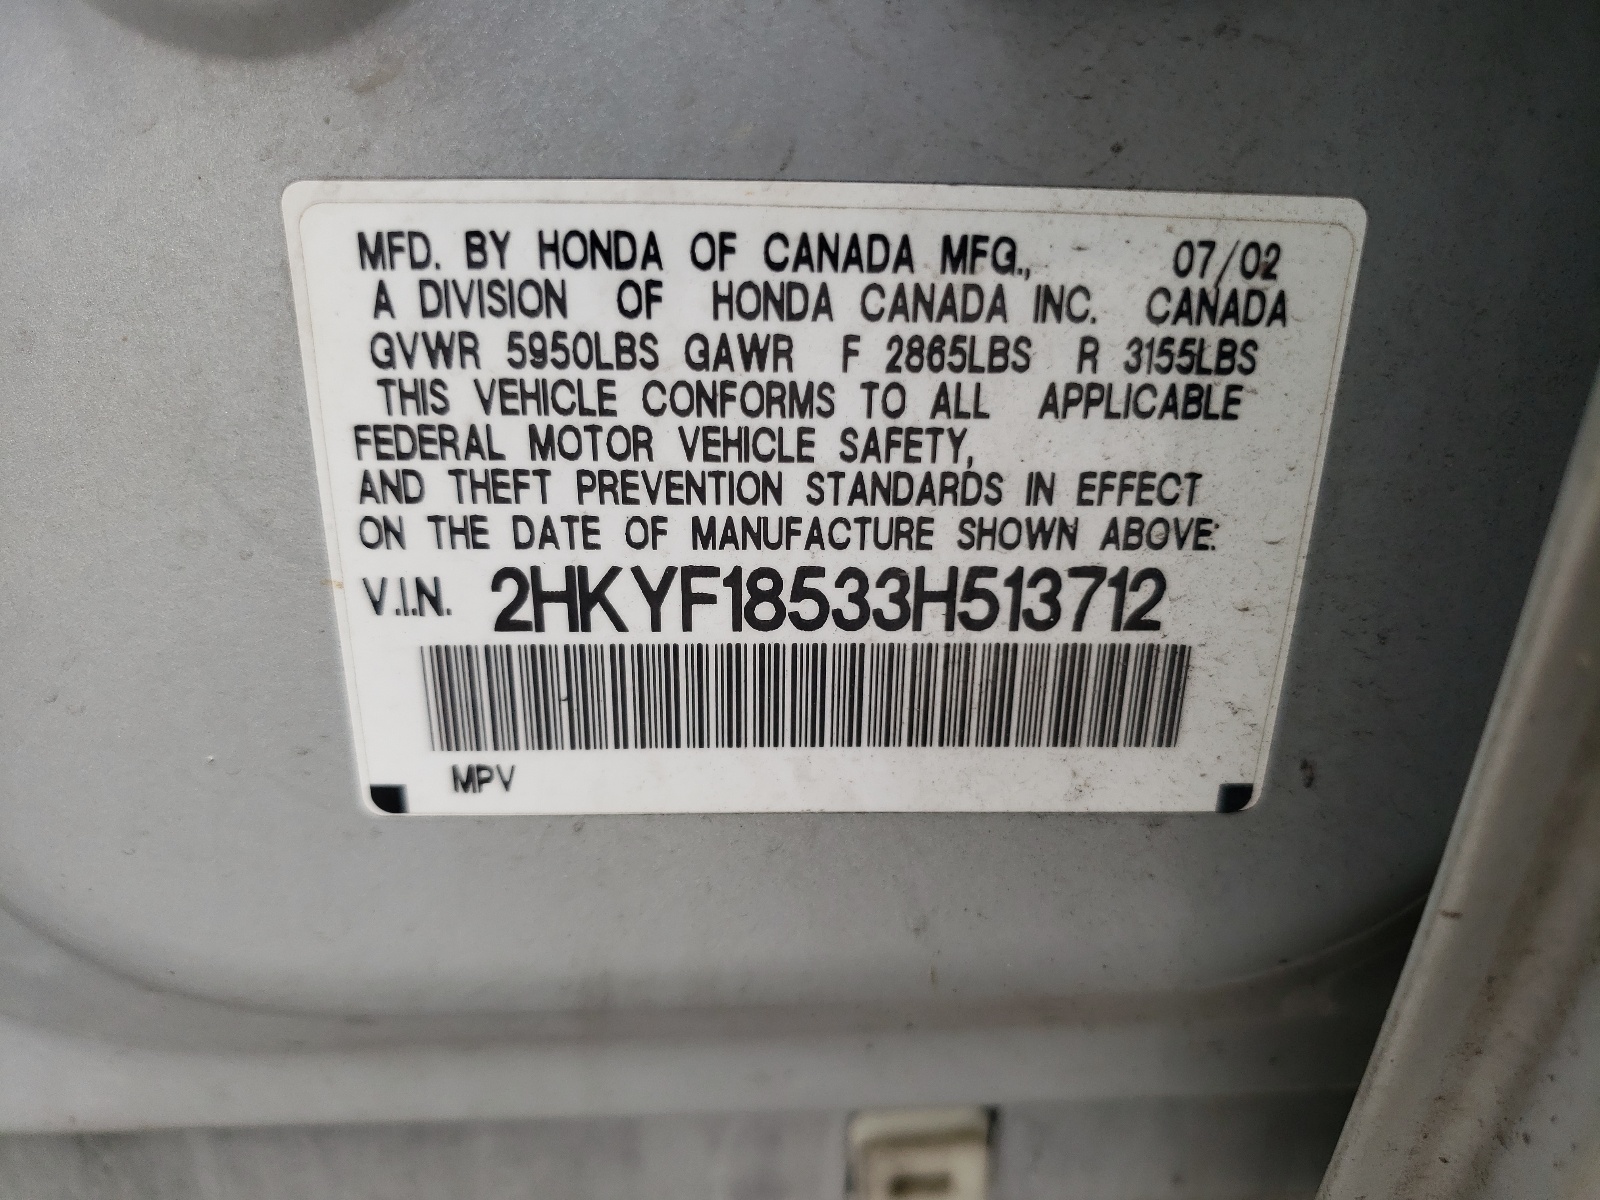 MFD. BY HONDA OF CANADA MFG., 07/02
A DIVISION OF HONDA CANADA INC. CANADA
GVWR 5950LBS GAWR F 2865LBS R 3155LBS
THIS VEHICLE CONFORMS TO ALL APPLICABLE
FEDERAL MOTOR VEHICLE SAFETY,
AND THEFT PREVENTION STANDARDS IN EFFECT
ON THE DATE OF MANUFACTURE SHOWN ABOVE:
V.I.N. 2HKYF18533H513712
MPV